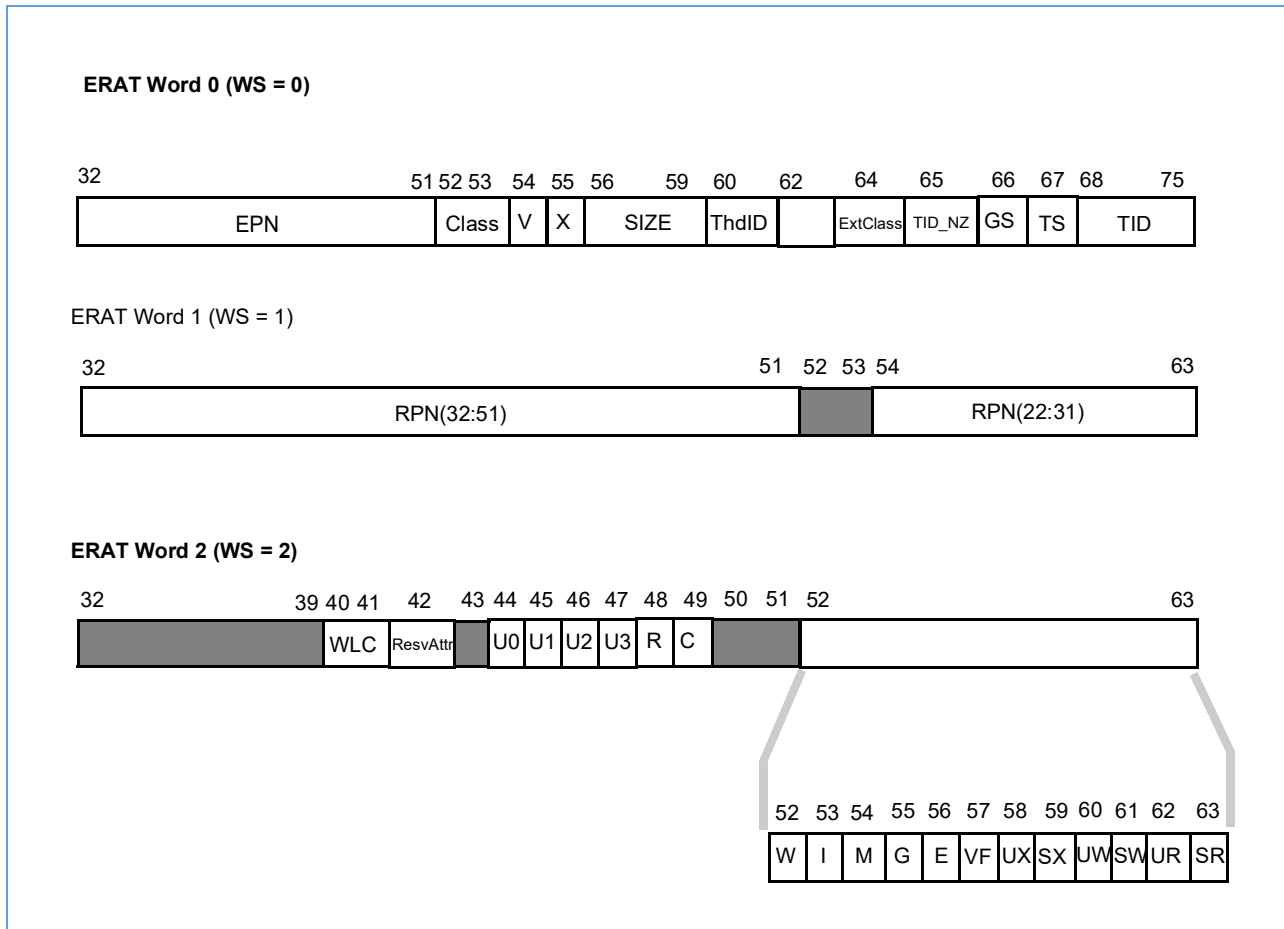 ERAT Word 0 (WS = 0)
32 51 52 53 54 55 56 59 60 62 64 65 66 67 68 75
EPN Class V X SIZE ThdID ExtClass TID_NZ GS TS TID
ERAT Word 1 (WS = 1)
32 51 52 53 54 63
RPN(32:51) RPN(22:31)
ERAT Word 2 (WS = 2)
32 39 40 41 42 43 44 45 46 47 48 49 50 51 52 63
WLC ResvAttr U0 U1 U2 U3 R C
52 53 54 55 56 57 58 59 60 61 62 63
W I M G E VF UX SX UW SW UR SR